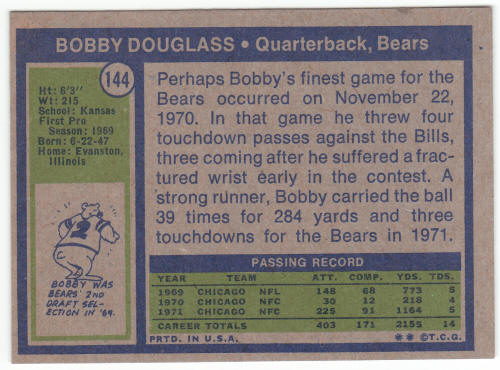 BOBBY DOUGLASS • Quarterback, Bears
144
Ht: 6'3"
Wt: 215
School: Kansas
First Pro
Season: 1969
Born: 6-22-47
Home: Evanston,
Illinois
Perhaps Bobby's finest game for the
Bears occurred on November 22,
1970. In that game he threw four
touchdown passes against the Bills,
three coming after he suffered a frac-
tured wrist early in the contest. A
strong runner, Bobby carried the ball
39 times for 284 yards and three
touchdowns for the Bears in 1971.
2
BOBBY WAS
BEARS' 2ND
DRAFT SEL-
ECTION IN '69.
PASSING RECORD
YEAR TEAM ATT. COMP. YDS. TDS.
1969 CHICAGO NFL 148 68 773 5
1970 CHICAGO NFC 30 12 218 4
1971 CHICAGO NFC 225 91 1164 5
CAREER TOTALS 403 171 2155 14
PRTD. IN U.S.A. ** ©T.C.G.